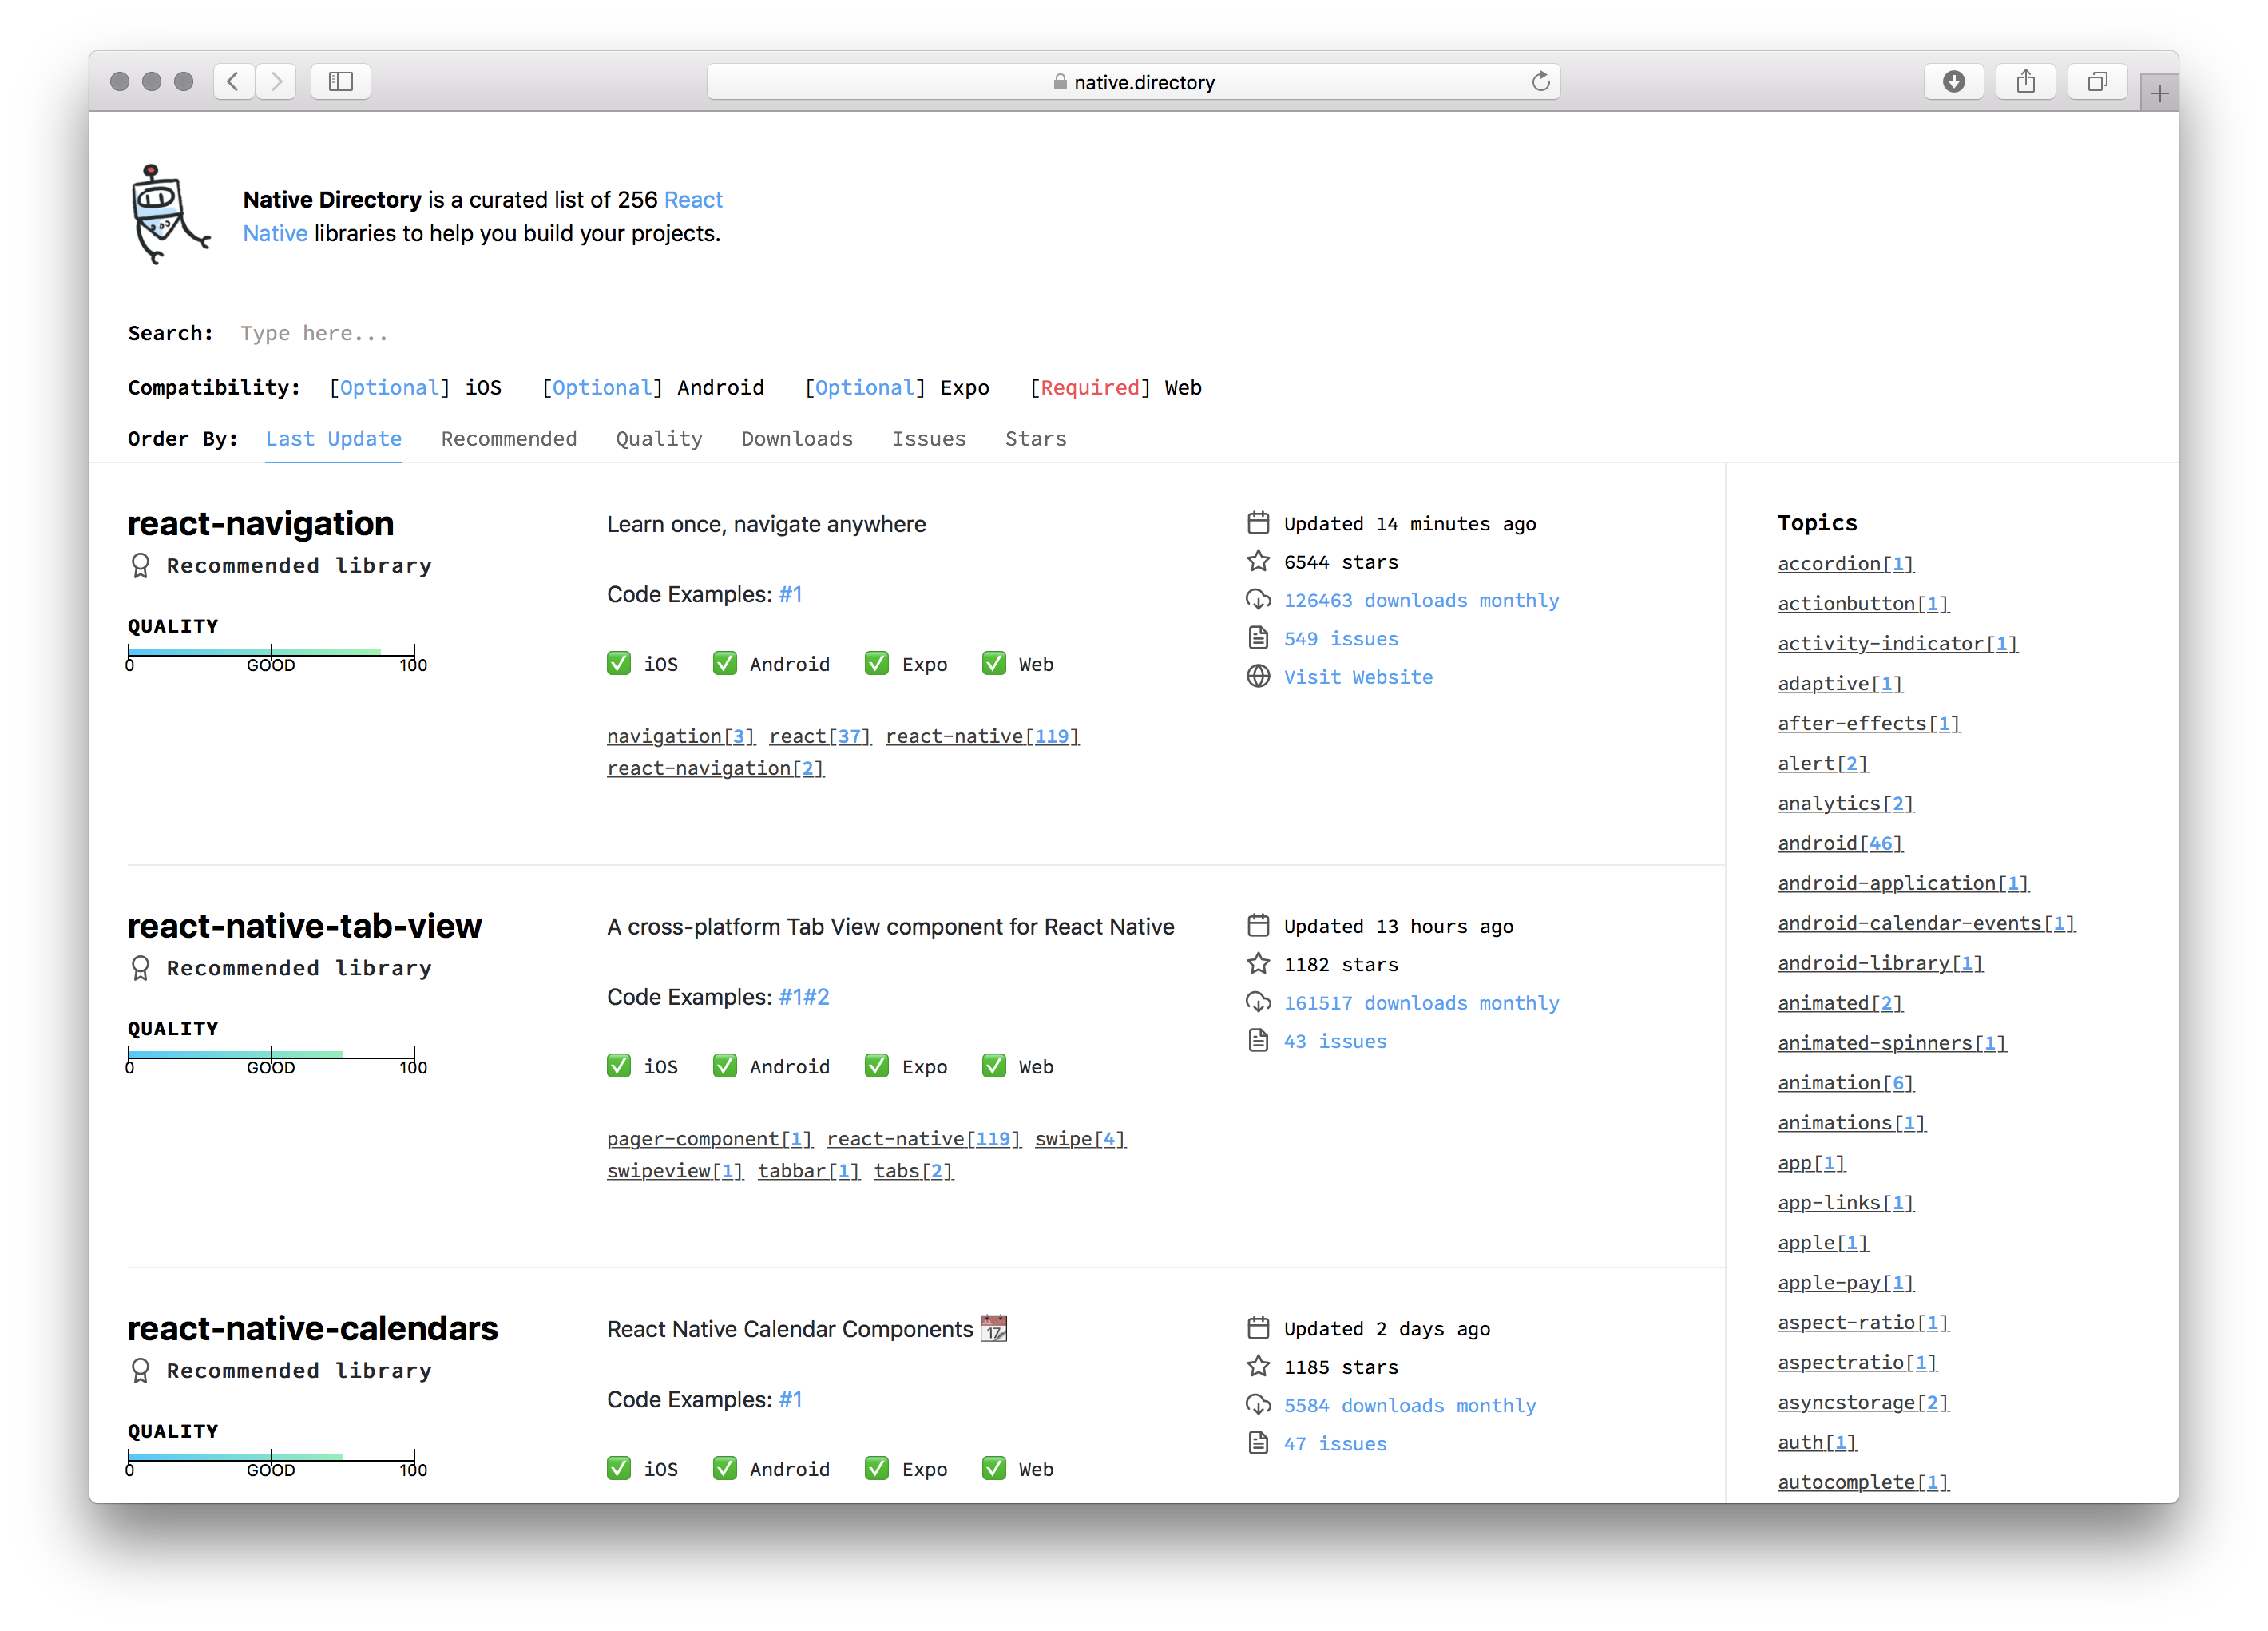 native.directory
Native Directory is a curated list of 256 React
Native libraries to help you build your projects.
Search: Type here...
Compatibility: [Optional] iOS [Optional] Android [Optional] Expo [Required] Web
Order By: Last Update Recommended Quality Downloads Issues Stars
react-navigation
Recommended library
QUALITY
0 GOOD 100
Learn once, navigate anywhere
Code Examples: #1
✅ iOS ✅ Android ✅ Expo ✅ Web
navigation[3] react[37] react-native[119]
react-navigation[2]
Updated 14 minutes ago
6544 stars
126463 downloads monthly
549 issues
Visit Website
react-native-tab-view
Recommended library
QUALITY
0 GOOD 100
A cross-platform Tab View component for React Native
Code Examples: #1#2
✅ iOS ✅ Android ✅ Expo ✅ Web
pager-component[1] react-native[119] swipe[4]
swipeview[1] tabbar[1] tabs[2]
Updated 13 hours ago
1182 stars
161517 downloads monthly
43 issues
react-native-calendars
Recommended library
QUALITY
0 GOOD 100
React Native Calendar Components 📆
Code Examples: #1
✅ iOS ✅ Android ✅ Expo ✅ Web
Updated 2 days ago
1185 stars
5584 downloads monthly
47 issues
Topics
accordion[1]
actionbutton[1]
activity-indicator[1]
adaptive[1]
after-effects[1]
alert[2]
analytics[2]
android[46]
android-application[1]
android-calendar-events[1]
android-library[1]
animated[2]
animated-spinners[1]
animation[6]
animations[1]
app[1]
app-links[1]
apple[1]
apple-pay[1]
aspect-ratio[1]
aspectratio[1]
asyncstorage[2]
auth[1]
autocomplete[1]